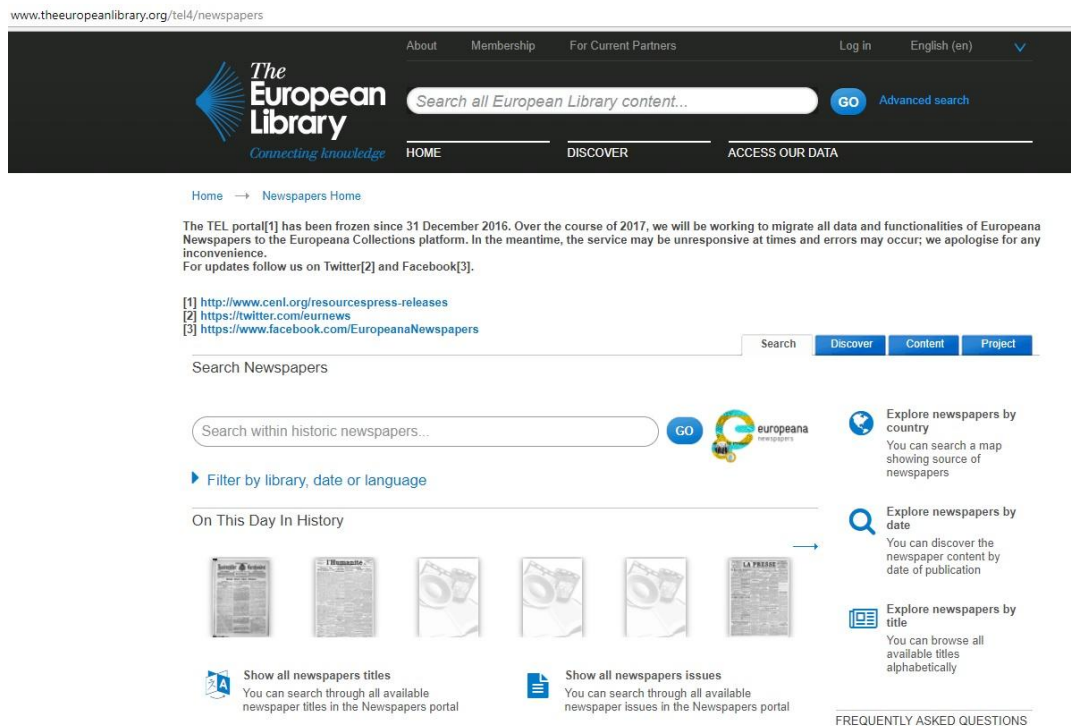 www.theeuropeanlibrary.org/tel4/newspapers
About Membership For Current Partners Log in English (en)
The
European
Library
Connecting knowledge
Search all European Library content...
GO
Advanced search
HOME DISCOVER ACCESS OUR DATA
Home → Newspapers Home
The TEL portal[1] has been frozen since 31 December 2016. Over the course of 2017, we will be working to migrate all data and functionalities of Europeana
Newspapers to the Europeana Collections platform. In the meantime, the service may be unresponsive at times and errors may occur; we apologise for any
inconvenience.
For updates follow us on Twitter[2] and Facebook[3].
[1] http://www.cenl.org/resourcespress-releases
[2] https://twitter.com/eurnews
[3] https://www.facebook.com/EuropeanaNewspapers
Search Discover Content Project
Search Newspapers
Search within historic newspapers...
GO
europeana
newspapers
Filter by library, date or language
On This Day In History
l'Humanité
LA PRESSE
Show all newspapers titles
You can search through all available
newspaper titles in the Newspapers portal
Show all newspapers issues
You can search through all available
newspaper issues in the Newspapers portal
Explore newspapers by
country
You can search a map
showing source of
newspapers
Explore newspapers by
date
You can discover the
newspaper content by
date of publication
Explore newspapers by
title
You can browse all
available titles
alphabetically
FREQUENTLY ASKED QUESTIONS